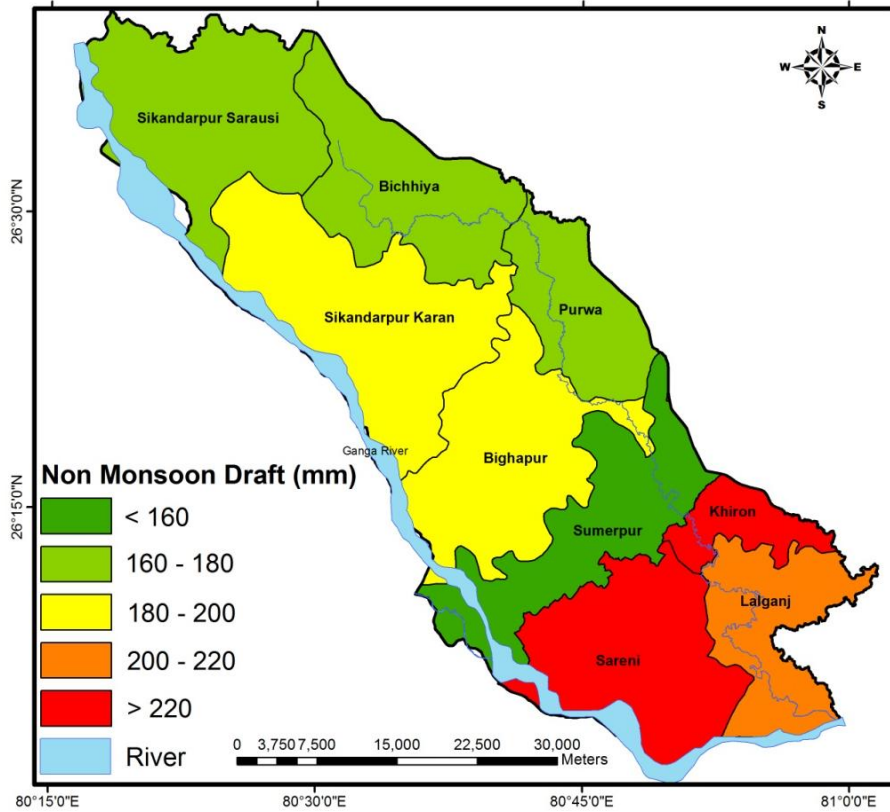 N
W E
S
Sikandarpur Sarausi
Bichhiya
26°30'0"N
Sikandarpur Karan
Purwa
Ganga River
Bighapur
Non Monsoon Draft (mm)
26°15'0"N
< 160
Khiron
Sumerpur
160 - 180
180 - 200
Lalganj
200 - 220
Sareni
> 220
River
0 3,750 7,500 15,000 22,500 30,000
Meters
80°15'0"E 80°30'0"E 80°45'0"E 81°0'0"E